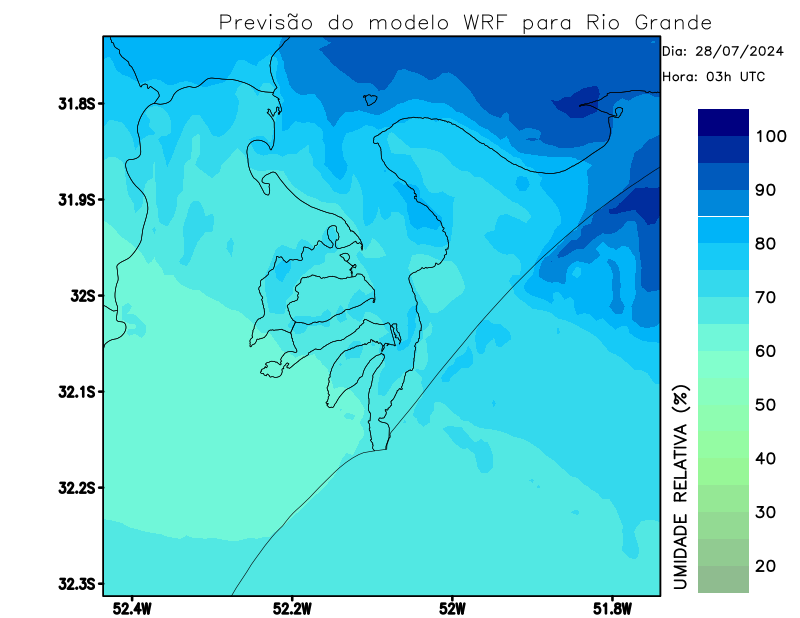 Previsão do modelo WRF para Rio Grande
Dia: 28/07/2024
Hora: 03h UTC
31.8S
31.9S
32S
32.1S
32.2S
32.3S
52.4W
52.2W
52W
51.8W
100
90
80
70
60
50
40
30
20
UMIDADE RELATIVA (%)